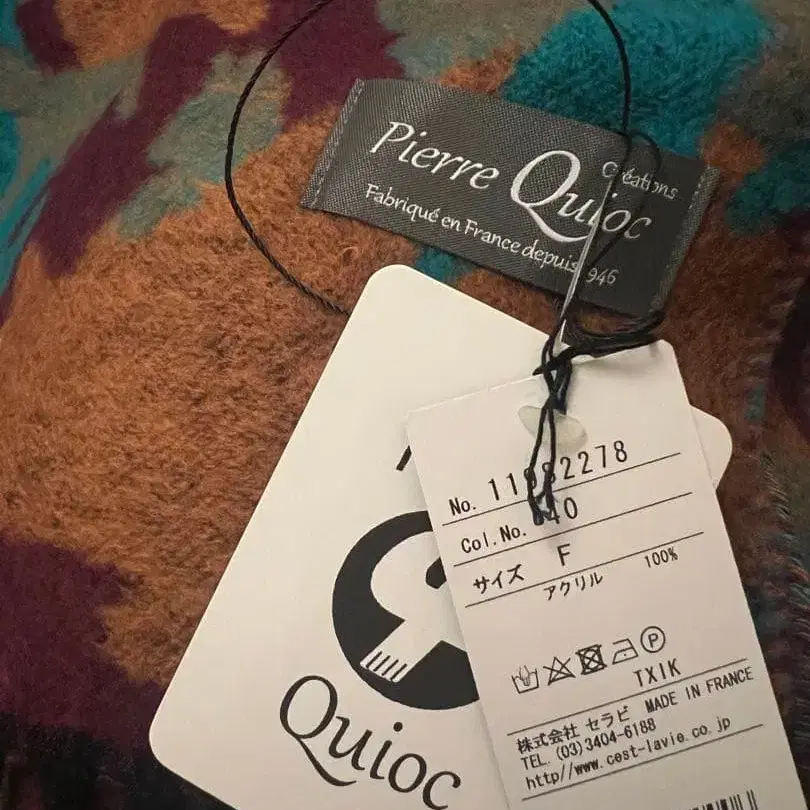 Pierre Quioc
Créations
Fabriqué en France depuis 1946
Quioc
No.
Col.No.
サイズ F
アクリル 100%
TXIK
株式会社 セラビ MADE IN FRANCE
TEL.(03)3404-6188
http//www.cest-lavie.co.jp